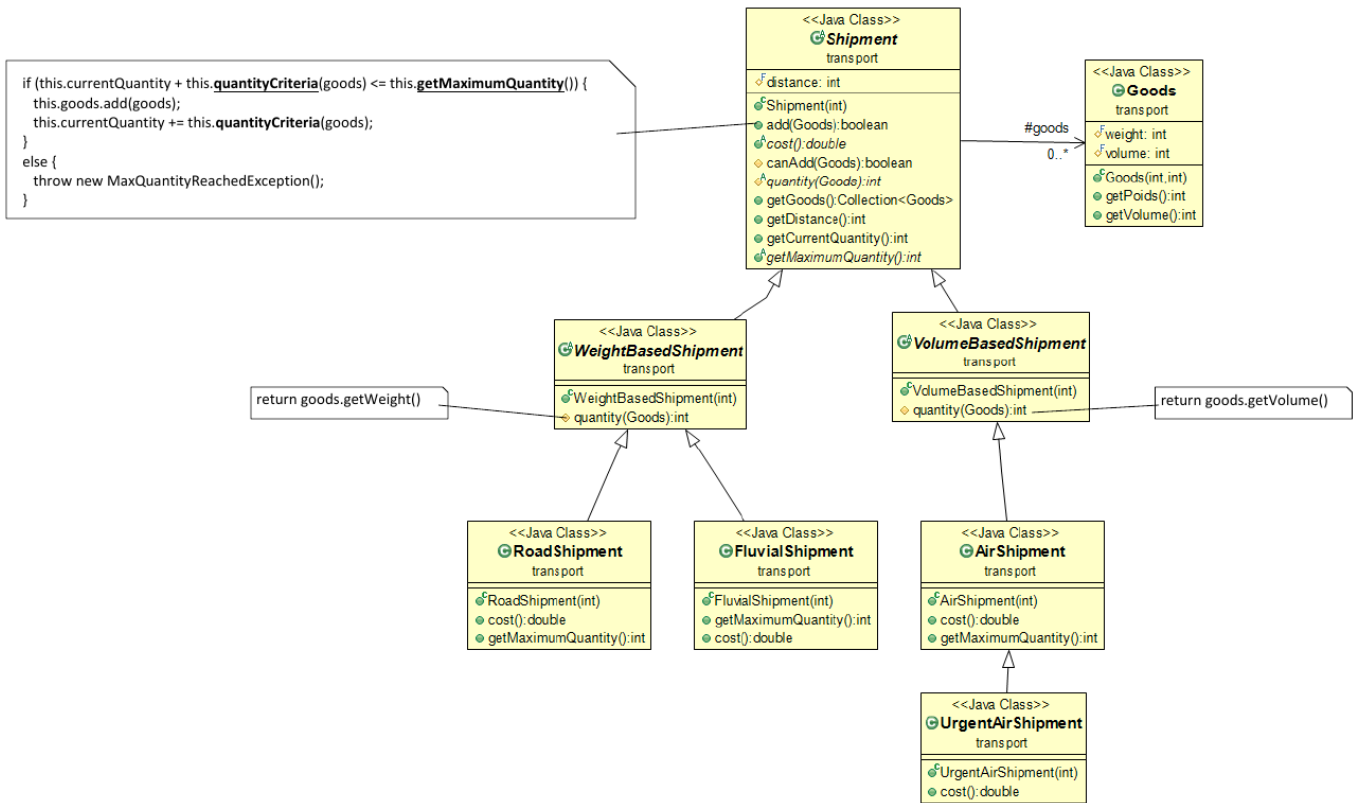 <<Java Class>>
Shipment
transport
distance: int
Shipment(int)
add(Goods):boolean
cost():double
canAdd(Goods):boolean
quantity(Goods):int
getGoods():Collection<Goods>
getDistance():int
getCurrentQuantity():int
getMaximumQuantity():int
if (this.currentQuantity + this.quantityCriteria(goods) <= this.getMaximumQuantity()) {
this.goods.add(goods);
this.currentQuantity += this.quantityCriteria(goods);
}
else {
throw new MaxQuantityReachedException();
}
#goods
0..*
<<Java Class>>
Goods
transport
weight: int
volume: int
Goods(int,int)
getPoids():int
getVolume():int
<<Java Class>>
WeightBasedShipment
transport
WeightBasedShipment(int)
quantity(Goods):int
return goods.getWeight()
<<Java Class>>
VolumeBasedShipment
transport
VolumeBasedShipment(int)
quantity(Goods):int
return goods.getVolume()
<<Java Class>>
RoadShipment
transport
RoadShipment(int)
cost():double
getMaximumQuantity():int
<<Java Class>>
FluvialShipment
transport
FluvialShipment(int)
getMaximumQuantity():int
cost():double
<<Java Class>>
AirShipment
transport
AirShipment(int)
cost():double
getMaximumQuantity():int
<<Java Class>>
UrgentAirShipment
transport
UrgentAirShipment(int)
cost():double